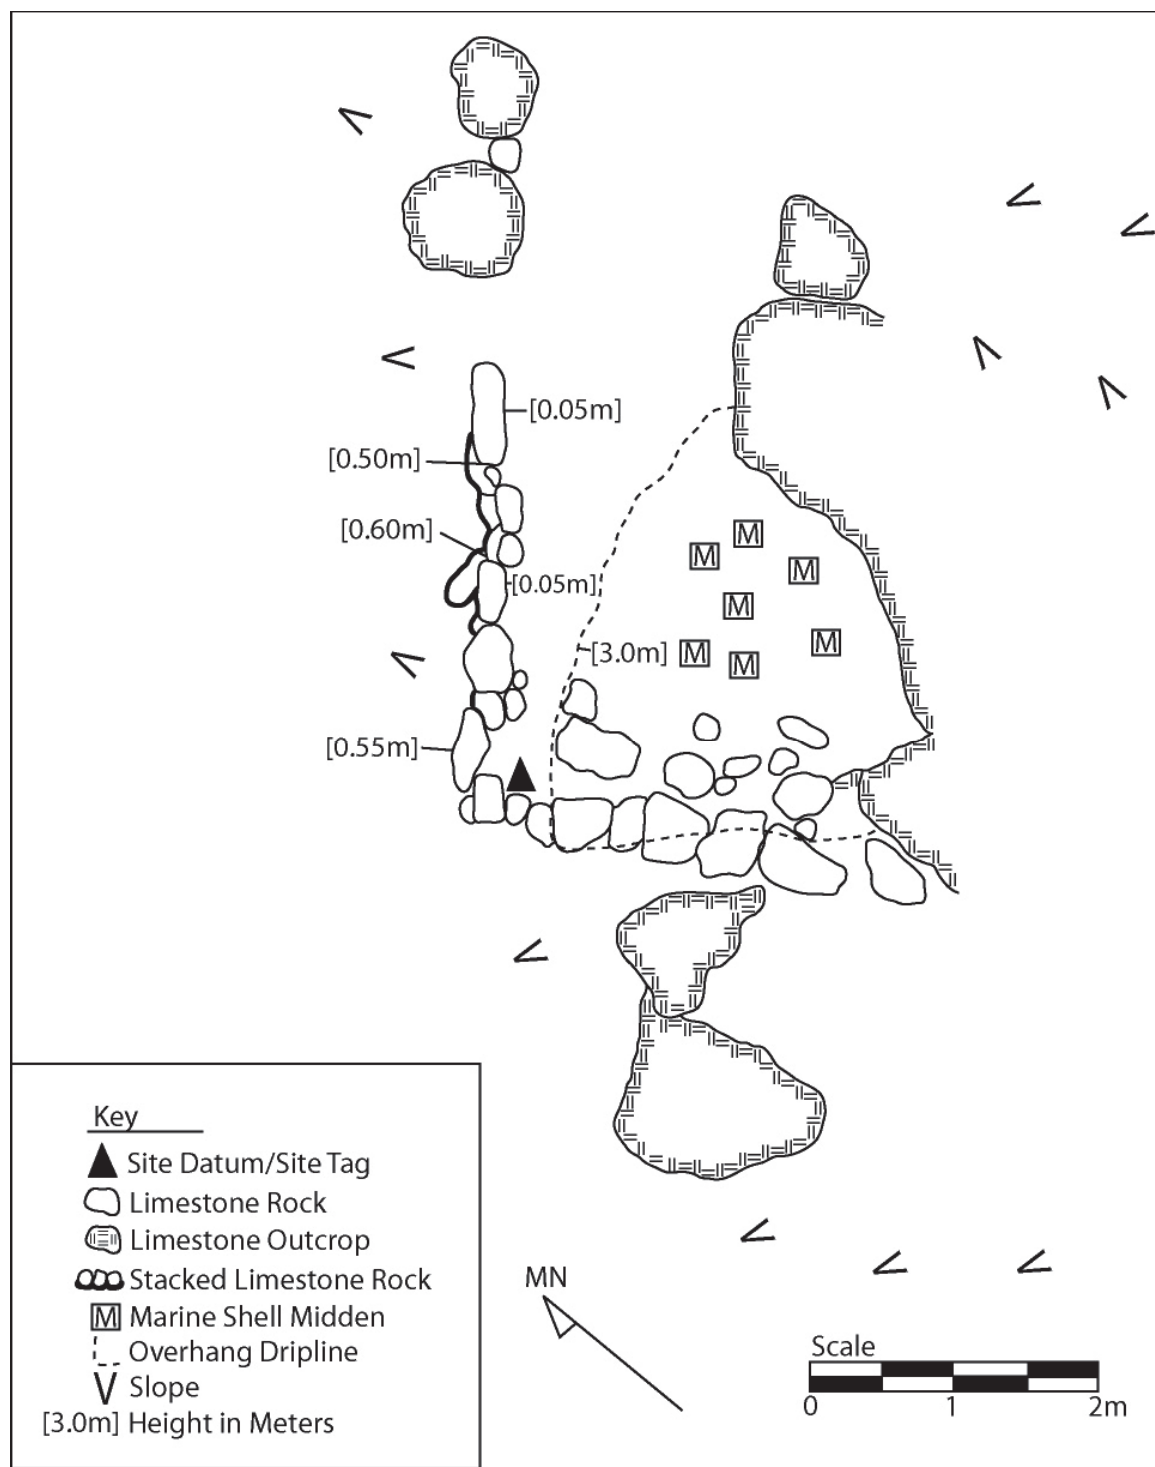 [0.05m]
[0.50m]
[0.60m]
[0.05m]
M
M
M
M
M
[3.0m]
M
M
[0.55m]
Key
Site Datum/Site Tag
Limestone Rock
Limestone Outcrop
Stacked Limestone Rock
M Marine Shell Midden
Overhang Dripline
Slope
[3.0m] Height in Meters
MN
Scale
0 1 2m